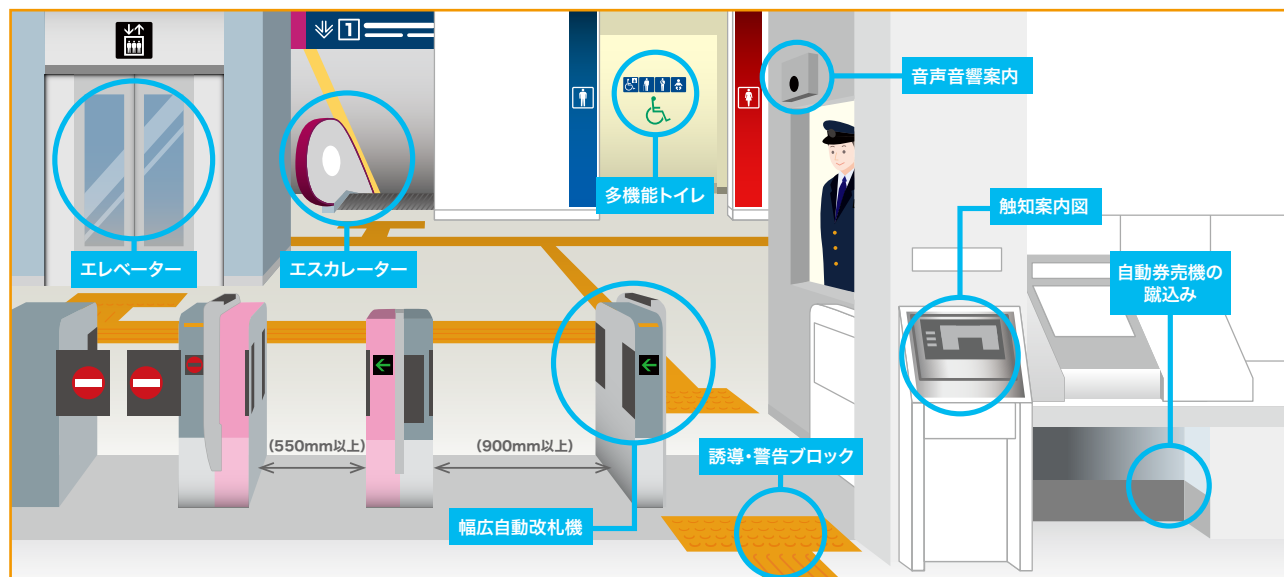 1
音声音響案内
多機能トイレ
触知案内図
エレベーター
エスカレーター
自動券売機の
蹴込み
(550mm以上)
(900mm以上)
誘導・警告ブロック
幅広自動改札機